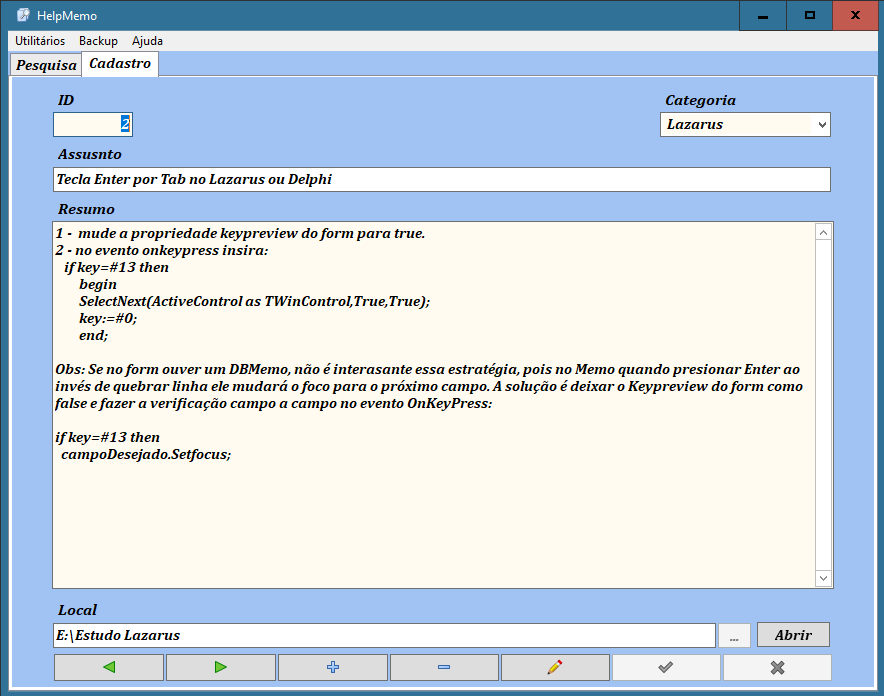 HelpMemo
Utilitários Backup Ajuda
Pesquisa Cadastro
ID Categoria
2 Lazarus
Assusnto
Tecla Enter por Tab no Lazarus ou Delphi
Resumo
1 - mude a propriedade keypreview do form para true.
2 - no evento onkeypress insira:
if key=#13 then
begin
SelectNext(ActiveControl as TWinControl,True,True);
key:=#0;
end;
Obs: Se no form ouver um DBMemo, não é interasante essa estratégia, pois no Memo quando presionar Enter ao
invés de quebrar linha ele mudará o foco para o próximo campo. A solução é deixar o Keypreview do form como
false e fazer a verificação campo a campo no evento OnKeyPress:
if key=#13 then
campoDesejado.Setfocus;
Local
E:\Estudo Lazarus ... Abrir